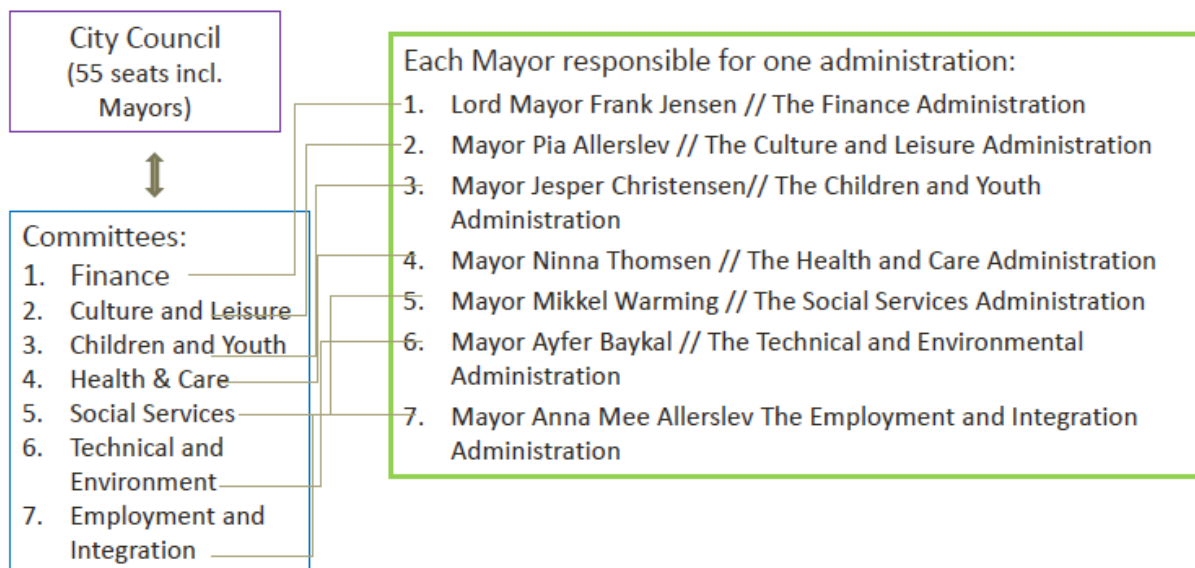 City Council
(55 seats incl.
Mayors)
Committees:
1. Finance
2. Culture and Leisure
3. Children and Youth
4. Health & Care
5. Social Services
6. Technical and
Environment
7. Employment and
Integration
Each Mayor responsible for one administration:
1. Lord Mayor Frank Jensen // The Finance Administration
2. Mayor Pia Allerslev // The Culture and Leisure Administration
3. Mayor Jesper Christensen// The Children and Youth
Administration
4. Mayor Ninna Thomsen // The Health and Care Administration
5. Mayor Mikkel Warming // The Social Services Administration
6. Mayor Ayfer Baykal // The Technical and Environmental
Administration
7. Mayor Anna Mee Allerslev The Employment and Integration
Administration